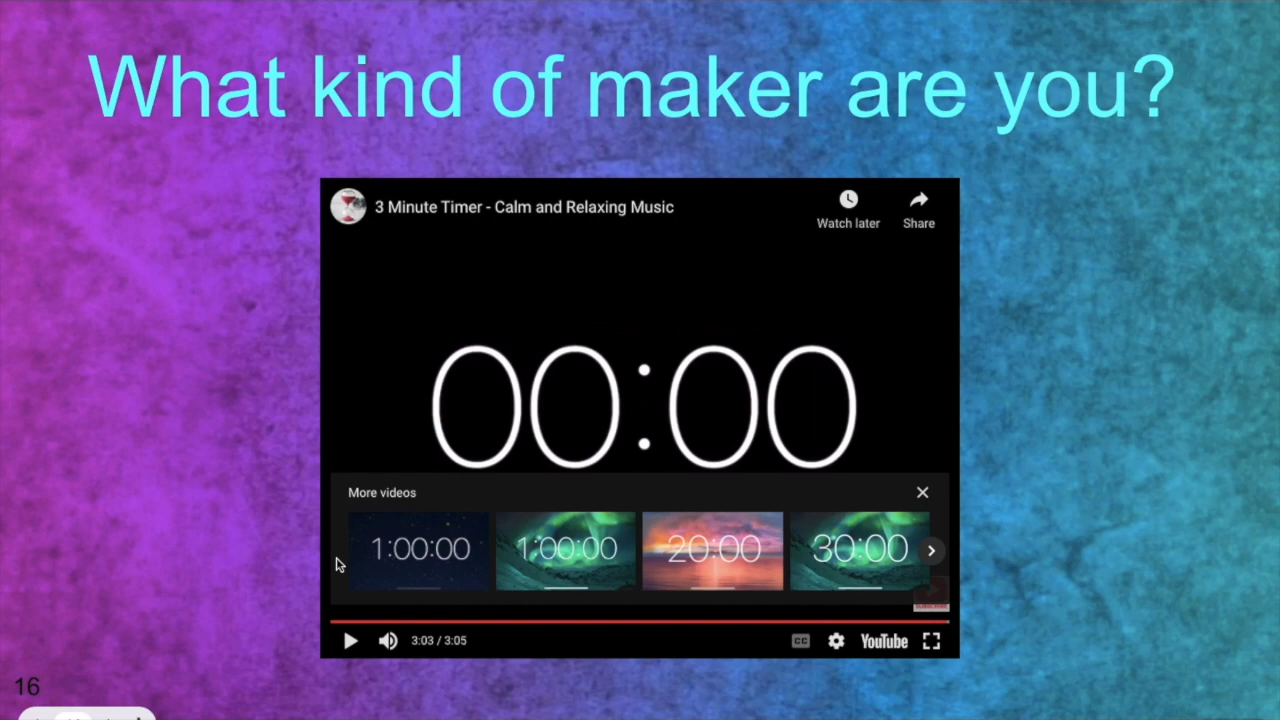 What kind of maker are you?
3 Minute Timer - Calm and Relaxing Music
Watch later
Share
00:00
More videos
1:00:00
1:00:00
20:00
30:00
3:03 / 3:05
CC
YouTube
16